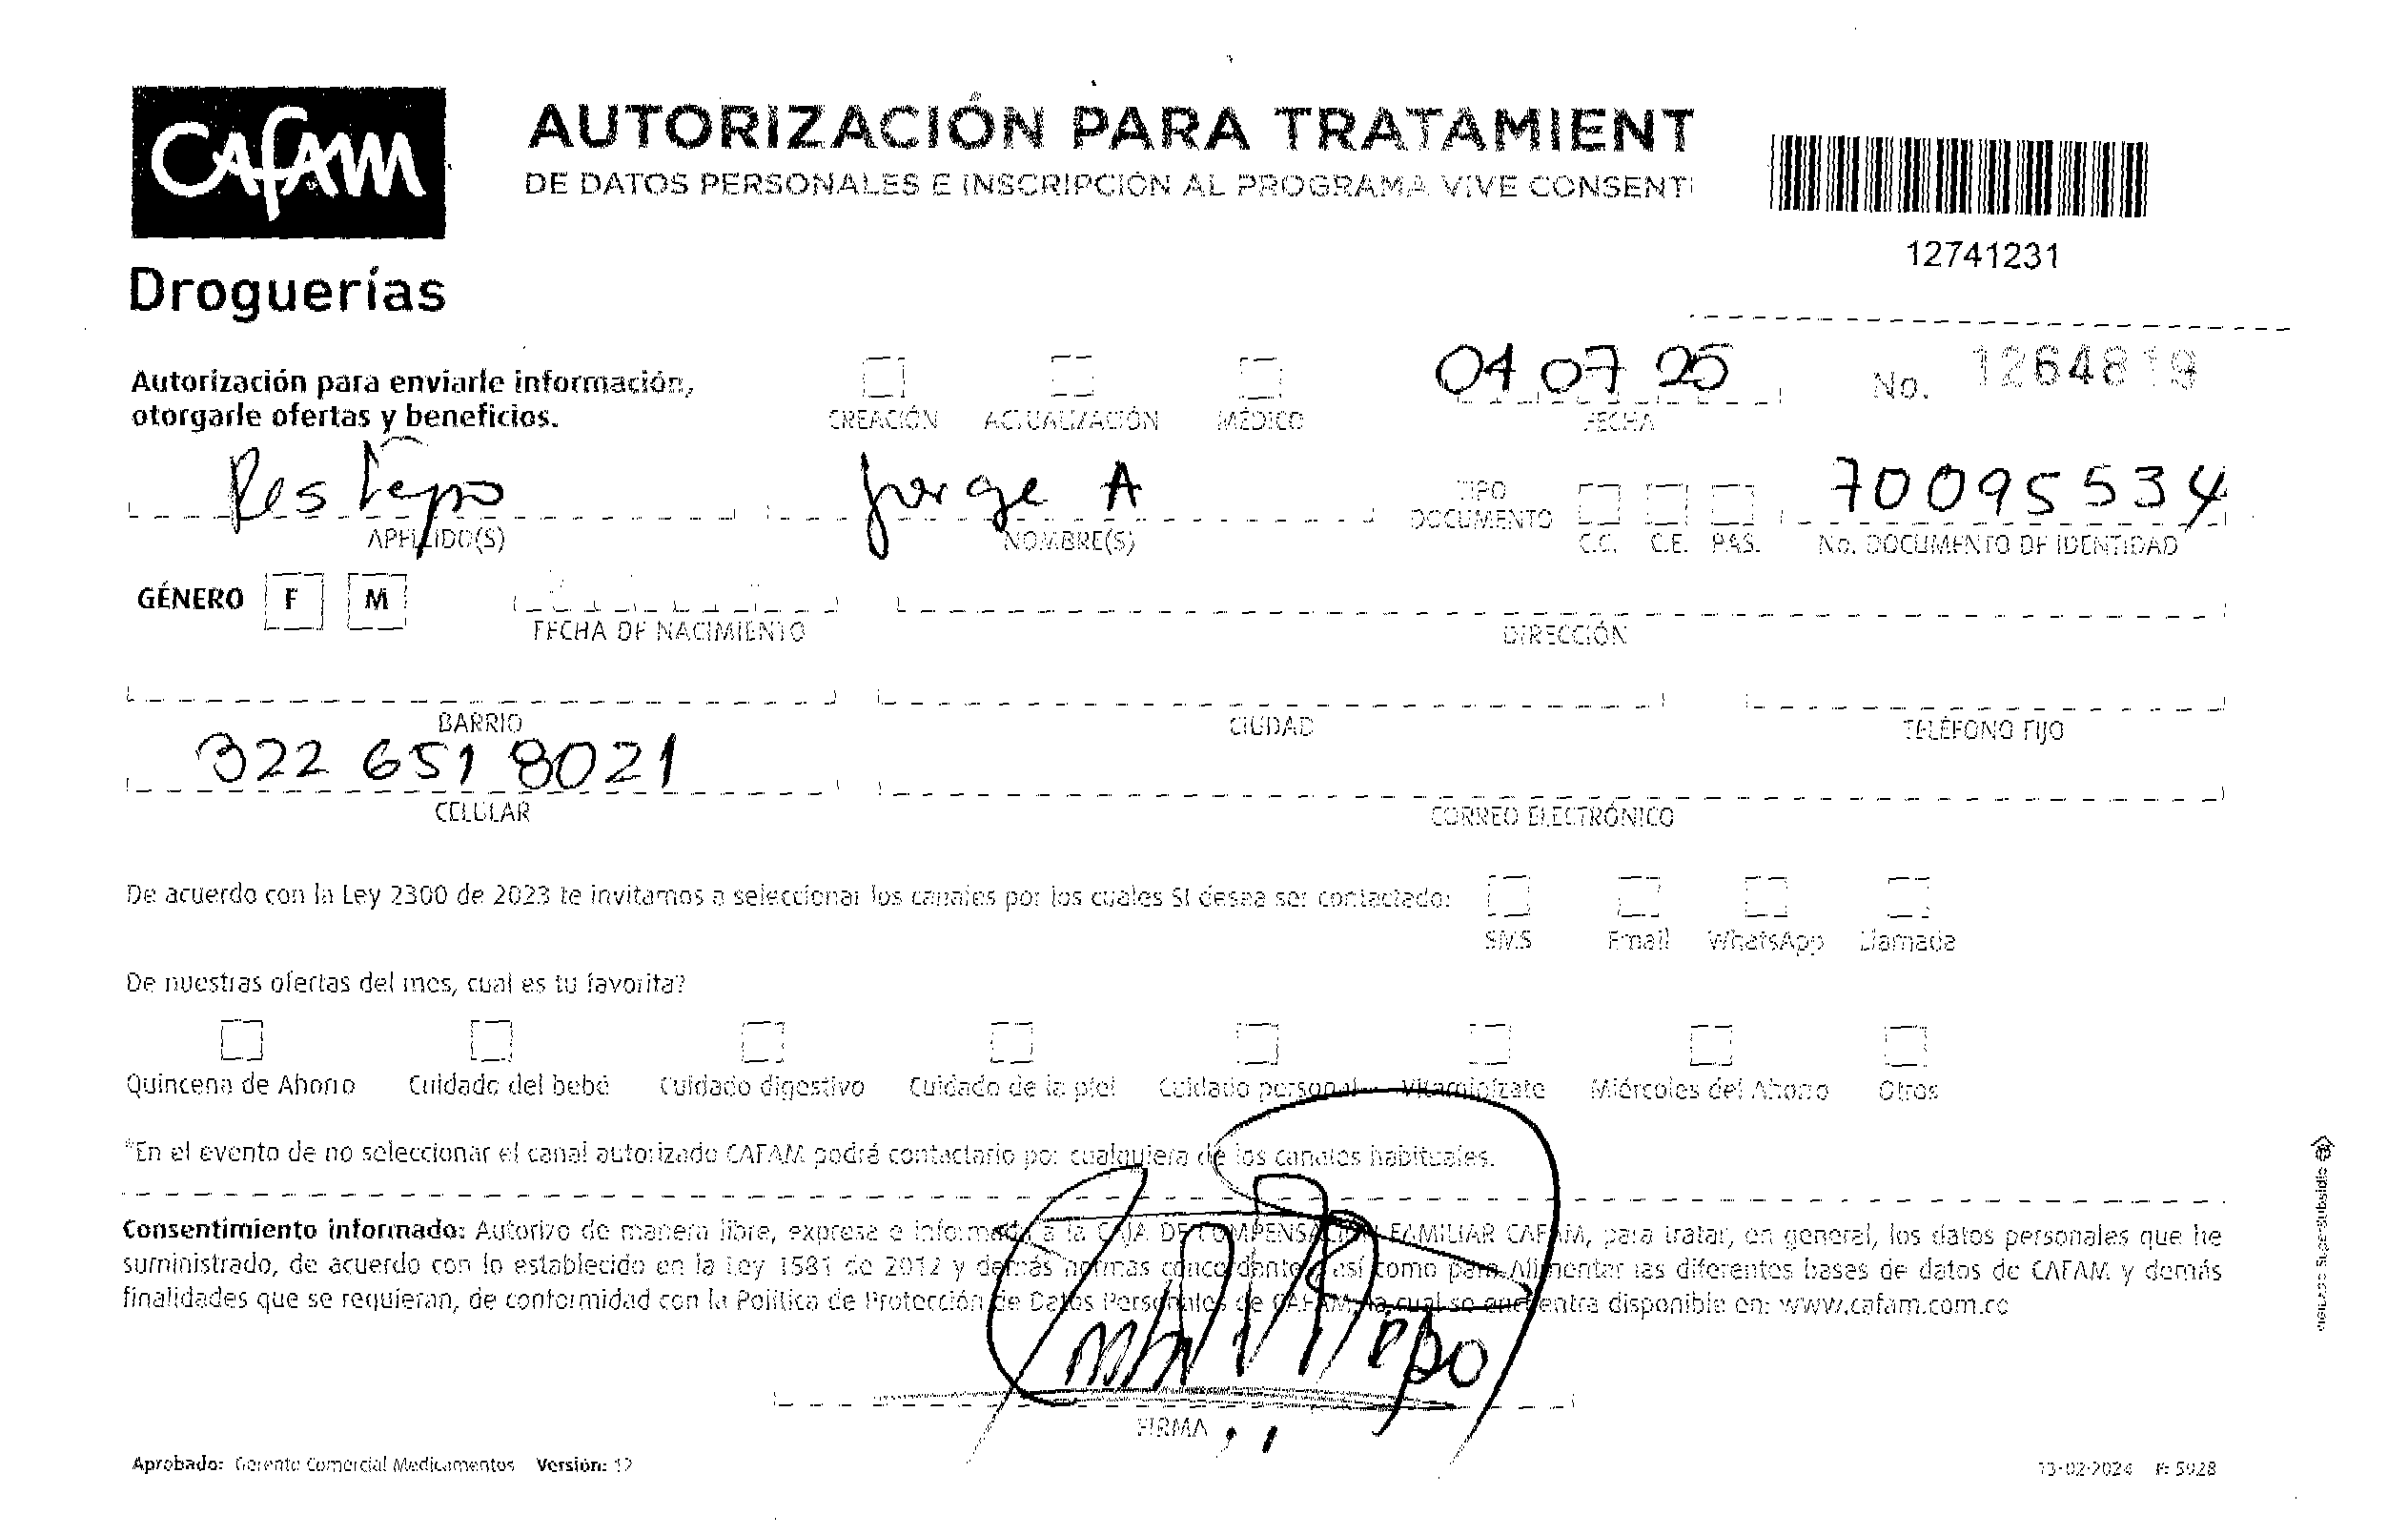 CAFAM
Droguerías
AUTORIZACIÓN PARA TRATAMIENT
DE DATOS PERSONALES E INSCRIPCIÓN AL PROGRAMA VIVE CONSENTI
12741231
Autorización para enviarle información,
otorgarle ofertas y beneficios.
CREACIÓN ACTUALIZACIÓN MÉDICO
04 07 25
FECHA
No. 1264819
Restrepo
APELLIDO(S)
Jorge A
NOMBRE(S)
TIPO
DOCUMENTO
C.C. C.E. PAS.
70095534
No. DOCUMENTO DE IDENTIDAD
GÉNERO F M
FECHA DE NACIMIENTO
DIRECCIÓN
BARRIO
CIUDAD
TELÉFONO FIJO
322 651 8021
CELULAR
CORREO ELECTRÓNICO
De acuerdo con la Ley 2300 de 2023 te invitamos a seleccionar los canales por los cuales SI desea ser contactado:
SMS Email WhatsApp Llamada
De nuestras ofertas del mes, cual es tu favorita?
Quincena de Ahorro Cuidado del bebé Cuidado digestivo Cuidado de la piel Cuidado personal Vitaminízate Miércoles del Ahorro Otros
*En el evento de no seleccionar el canal autorizado CAFAM podrá contactarlo por cualquiera de los canales habituales.
Consentimiento informado: Autorizo de manera libre, expresa e informada a la CAJA DE COMPENSACIÓN FAMILIAR CAFAM, para tratar, en general, los datos personales que he
suministrado, de acuerdo con lo establecido en la Ley 1581 de 2012 y demás normas concordantes, así como para Alimentar las diferentes bases de datos de CAFAM y demás
finalidades que se requieran, de conformidad con la Política de Protección de Datos Personales de CAFAM, la cual se encuentra disponible en: www.cafam.com.co
FIRMA
Aprobado: Gerente Comercial Medicamentos Versión: 12
13-02-2024 F: 5928
SuperSubsidio